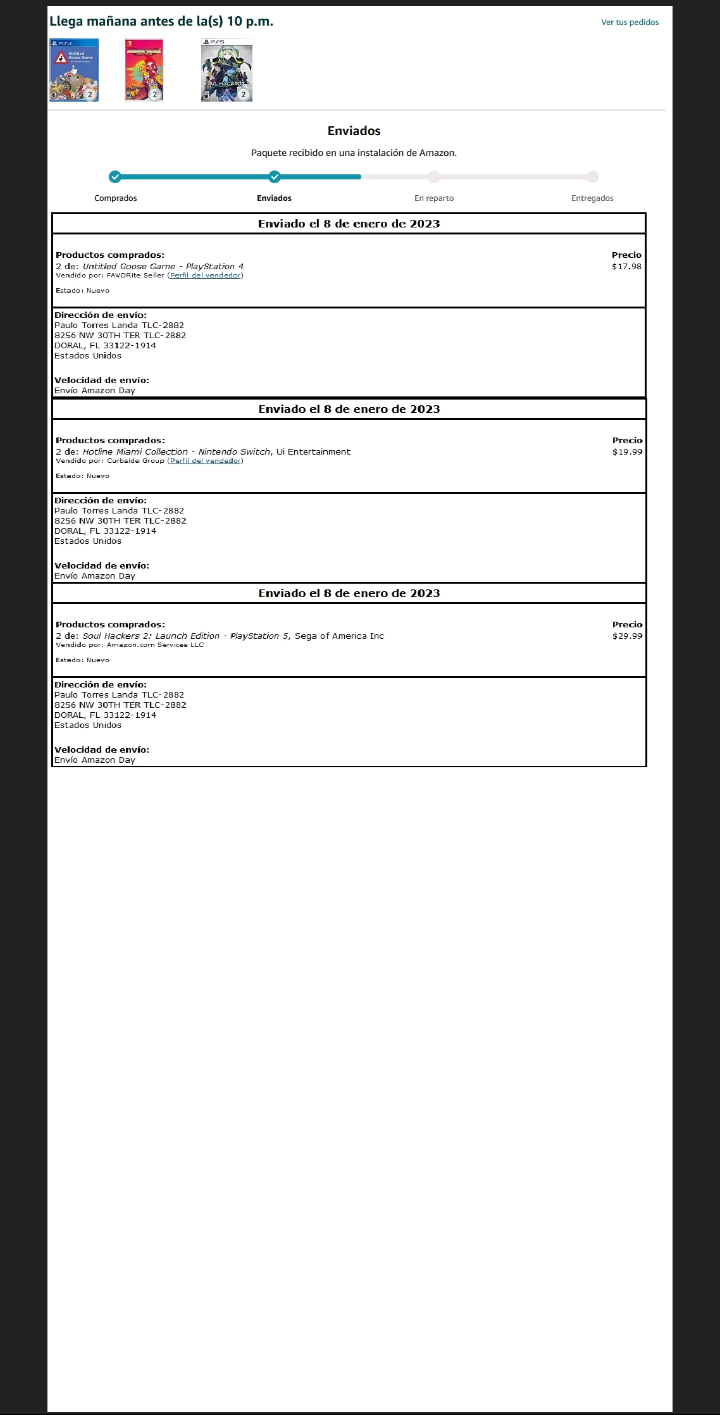 Llega mañana antes de la(s) 10 p.m.
Ver tus pedidos
PS4
Untitled
Goose Game
2
2
PS5
2
Enviados
Paquete recibido en una instalación de Amazon.
Comprados
Enviados
En reparto
Entregados
Enviado el 8 de enero de 2023
Productos comprados:
Precio
2 de: Untitled Goose Game - PlayStation 4
$17.98
Vendido por: FAVORite Seller (Perfil del vendedor)
Estado: Nuevo
Dirección de envío:
Paulo Torres Landa TLC-2882
8256 NW 30TH TER TLC-2882
DORAL, FL 33122-1914
Estados Unidos
Velocidad de envío:
Envío Amazon Day
Enviado el 8 de enero de 2023
Productos comprados:
Precio
2 de: Hotline Miami Collection - Nintendo Switch, Ui Entertainment
$19.99
Vendido por: Curbside Group (Perfil del vendedor)
Estado: Nuevo
Dirección de envío:
Paulo Torres Landa TLC-2882
8256 NW 30TH TER TLC-2882
DORAL, FL 33122-1914
Estados Unidos
Velocidad de envío:
Envío Amazon Day
Enviado el 8 de enero de 2023
Productos comprados:
Precio
2 de: Soul Hackers 2: Launch Edition - PlayStation 5, Sega of America Inc
$29.99
Vendido por: Amazon.com Services LLC
Estado: Nuevo
Dirección de envío:
Paulo Torres Landa TLC-2882
8256 NW 30TH TER TLC-2882
DORAL, FL 33122-1914
Estados Unidos
Velocidad de envío:
Envío Amazon Day